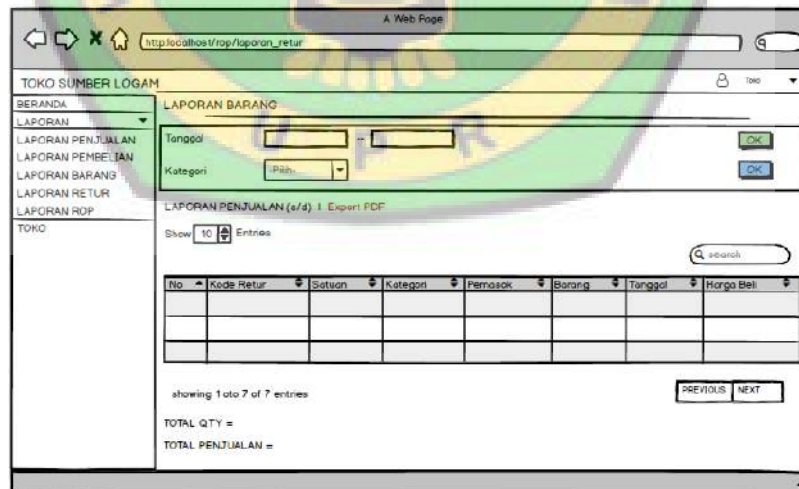 A Web Page
http:localhost/rop/laporan_retur
TOKO SUMBER LOGAM
Toko
BERANDA
LAPORAN
LAPORAN PENJUALAN
LAPORAN PEMBELIAN
LAPORAN BARANG
LAPORAN RETUR
LAPORAN ROP
TOKO
LAPORAN BARANG
Tanggal -- OK
Kategori -Pilih- OK
U P R
LAPORAN PENJUALAN (s/d) | Export PDF
Show 10 Entries
search
No Kode Retur Satuan Kategori Pemasok Barang Tanggal Harga Beli
showing 1 oto 7 of 7 entries
PREVIOUS NEXT
TOTAL QTY =
TOTAL PENJUALAN =